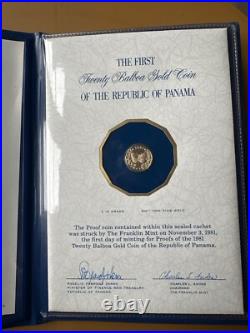 THE FIRST
Twenty Balboa Gold Coin
OF THE REPUBLIC OF PANAMA
The Proof coin contained within this sealed cachet
was struck by The Franklin Mint on November 3, 1981,
the first day of minting for Proofs of the 1981
Twenty Balboa Gold Coin of the Republic of Panama.
MINISTER OF FINANCE AND TREASURY
REPUBLIC OF PANAMA
CHARLES L. ANDES
CHAIRMAN
THE FRANKLIN MINT